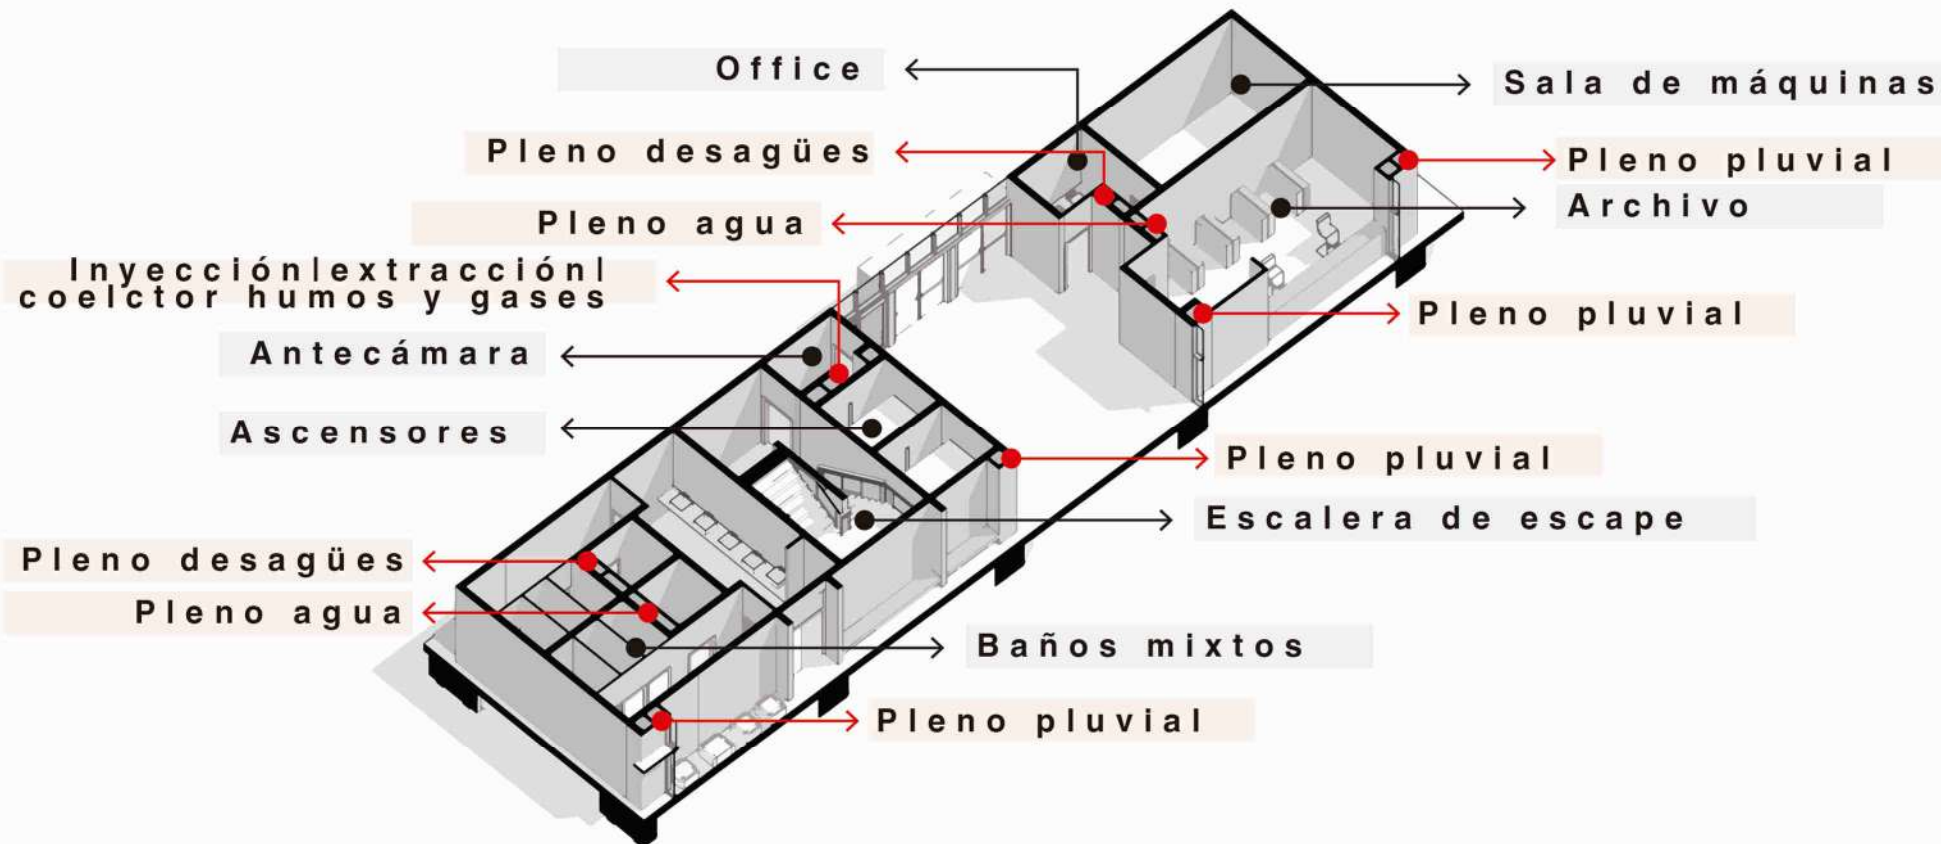 Office
Sala de máquinas
Pleno desagües
Pleno pluvial
Archivo
Pleno agua
Inyección|extracción|
coelctor humos y gases
Pleno pluvial
Antecámara
Ascensores
Pleno pluvial
Escalera de escape
Pleno desagües
Pleno agua
Baños mixtos
Pleno pluvial